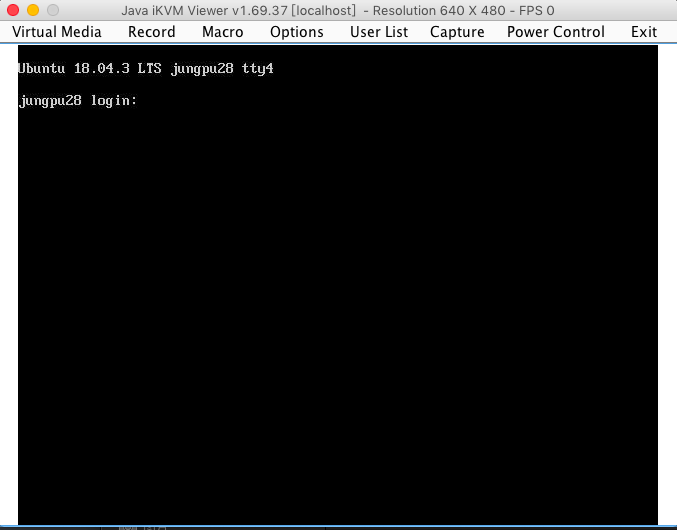 Java iKVM Viewer v1.69.37 [localhost] - Resolution 640 X 480 - FPS 0
Virtual Media Record Macro Options User List Capture Power Control Exit
Ubuntu 18.04.3 LTS jungpu28 tty4
jungpu28 login: